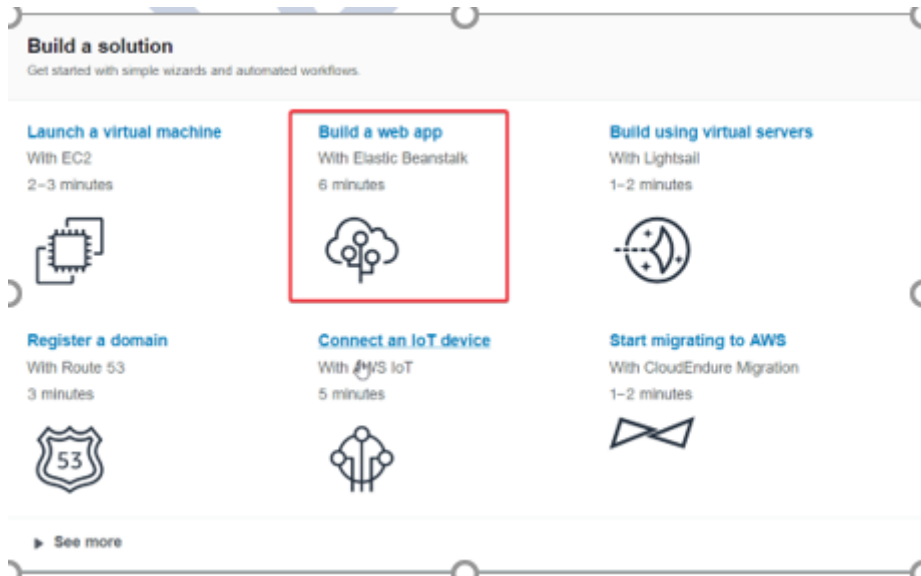 Build a solution
Get started with simple wizards and automated workflows.
Launch a virtual machine
With EC2
2–3 minutes
Build a web app
With Elastic Beanstalk
6 minutes
Build using virtual servers
With Lightsail
1–2 minutes
Register a domain
With Route 53
3 minutes
53
Connect an IoT device
With AWS IoT
5 minutes
Start migrating to AWS
With CloudEndure Migration
1–2 minutes
See more